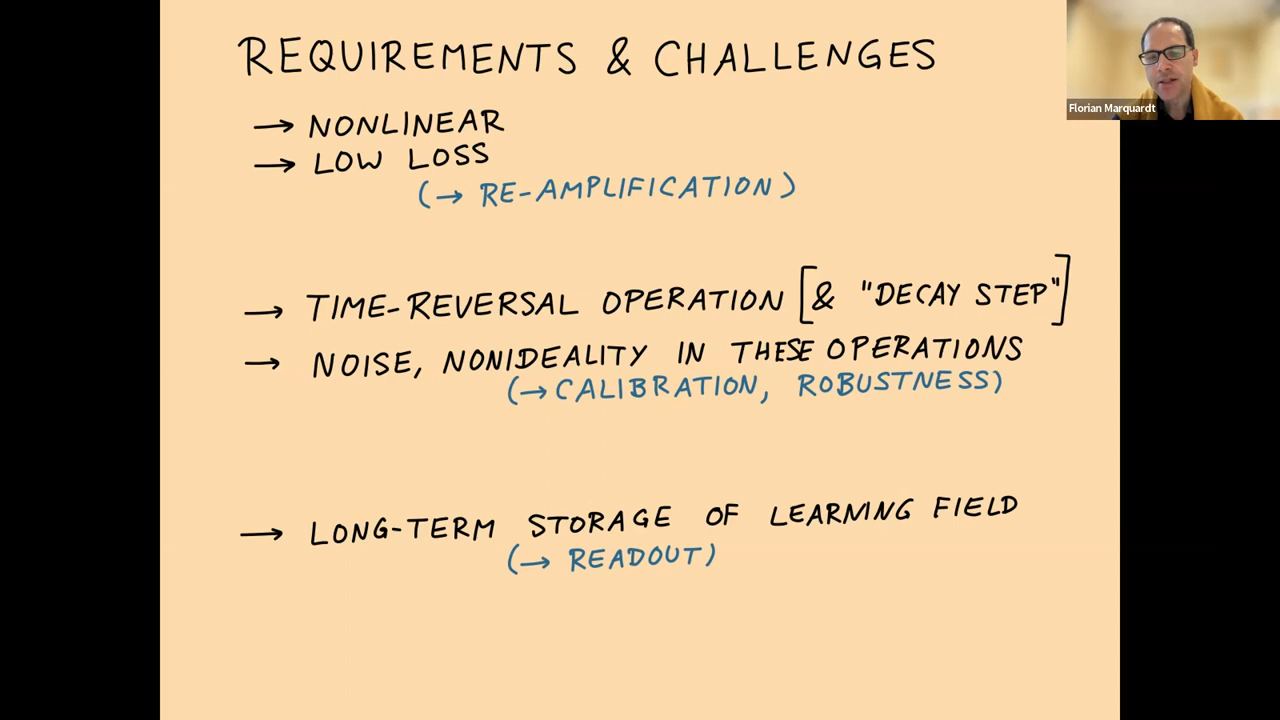 REQUIREMENTS & CHALLENGES
Florian Marquardt
→ NONLINEAR
→ LOW LOSS
(→ RE-AMPLIFICATION)
→ TIME-REVERSAL OPERATION [& "DECAY STEP"]
→ NOISE, NONIDEALITY IN THESE OPERATIONS
(→ CALIBRATION, ROBUSTNESS)
→ LONG-TERM STORAGE OF LEARNING FIELD
(→ READOUT)